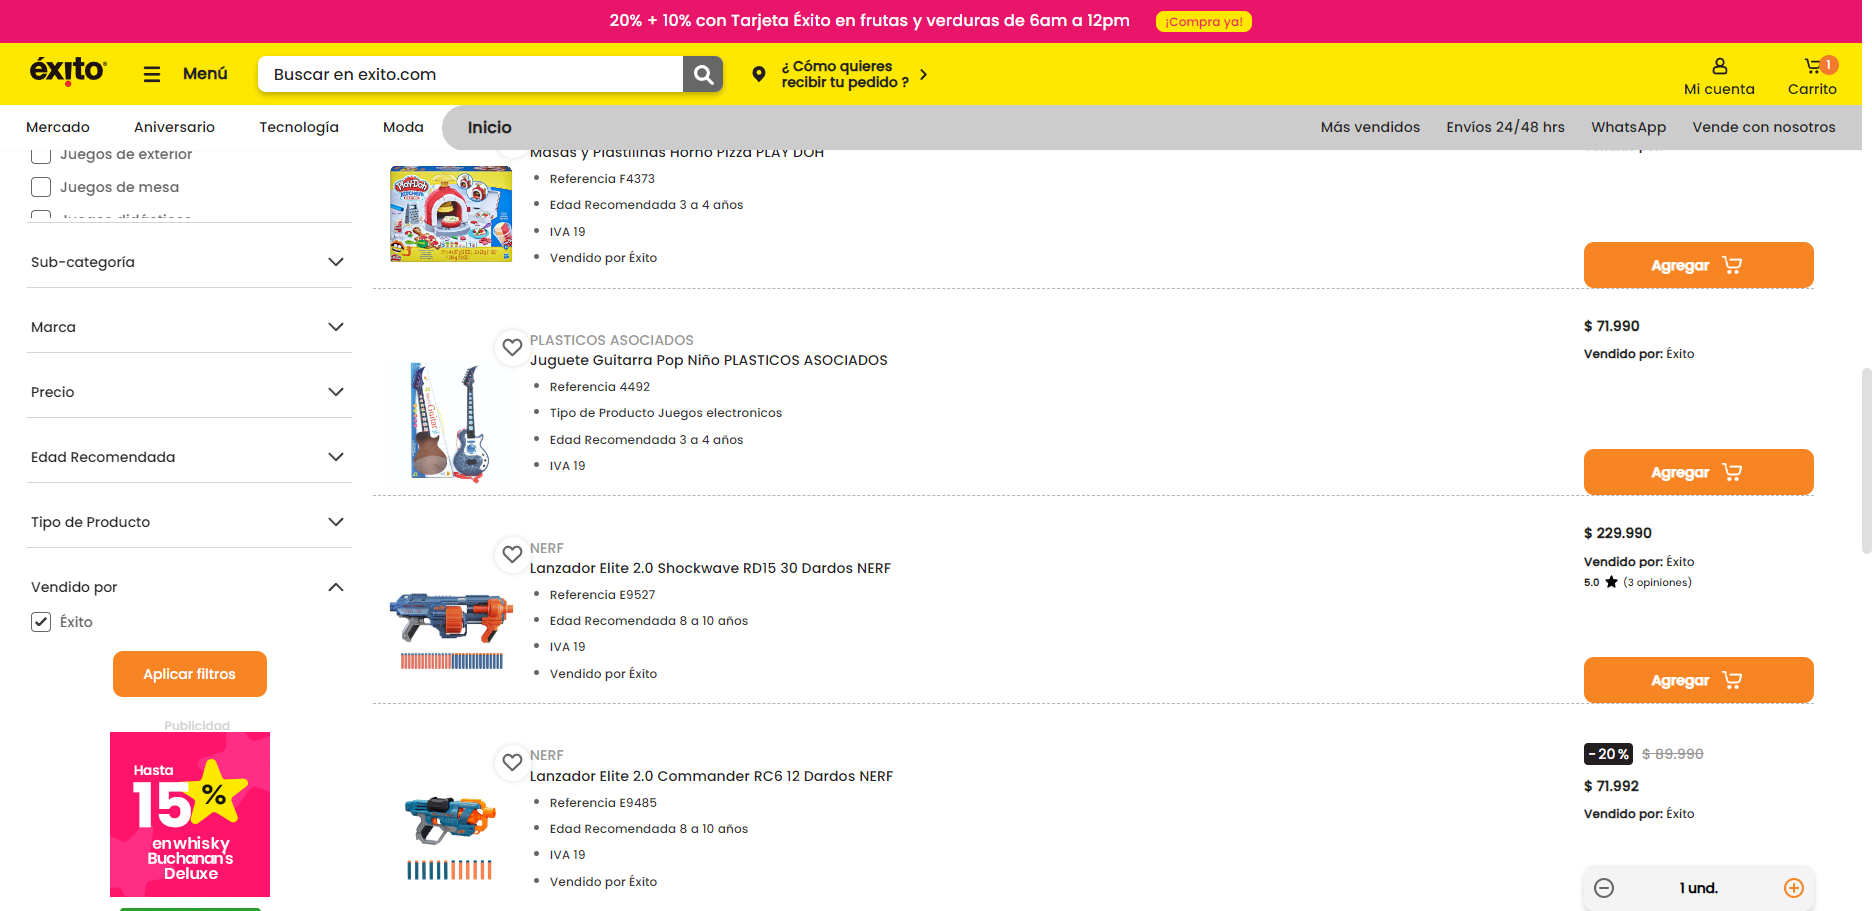 20% + 10% con Tarjeta Éxito en frutas y verduras de 6am a 12pm
¡Compra ya!
éxito
Menú
Buscar en exito.com
¿ Cómo quieres
recibir tu pedido ?
Mi cuenta
1
Carrito
Mercado
Aniversario
Tecnología
Moda
Inicio
Más vendidos
Envíos 24/48 hrs
WhatsApp
Vende con nosotros
Juegos de exterior
Juegos de mesa
Juegos didácticos
Sub-categoría
Marca
Precio
Edad Recomendada
Tipo de Producto
Vendido por
Éxito
Aplicar filtros
Publicidad
Hasta
15%
en whisky
Buchanan's
Deluxe
Masas y Plastilinas Horno Pizza PLAY DOH
Referencia F4373
Edad Recomendada 3 a 4 años
IVA 19
Vendido por Éxito
Agregar
PLASTICOS ASOCIADOS
Juguete Guitarra Pop Niño PLASTICOS ASOCIADOS
Referencia 4492
Tipo de Producto Juegos electronicos
Edad Recomendada 3 a 4 años
IVA 19
$ 71.990
Vendido por: Éxito
Agregar
NERF
Lanzador Elite 2.0 Shockwave RD15 30 Dardos NERF
Referencia E9527
Edad Recomendada 8 a 10 años
IVA 19
Vendido por Éxito
$ 229.990
Vendido por: Éxito
5.0 ★ (3 opiniones)
Agregar
NERF
Lanzador Elite 2.0 Commander RC6 12 Dardos NERF
Referencia E9485
Edad Recomendada 8 a 10 años
IVA 19
Vendido por Éxito
-20% $ 89.990
$ 71.992
Vendido por: Éxito
1 und.